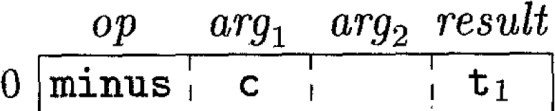 op arg₁ arg₂ result
0 minus c t₁